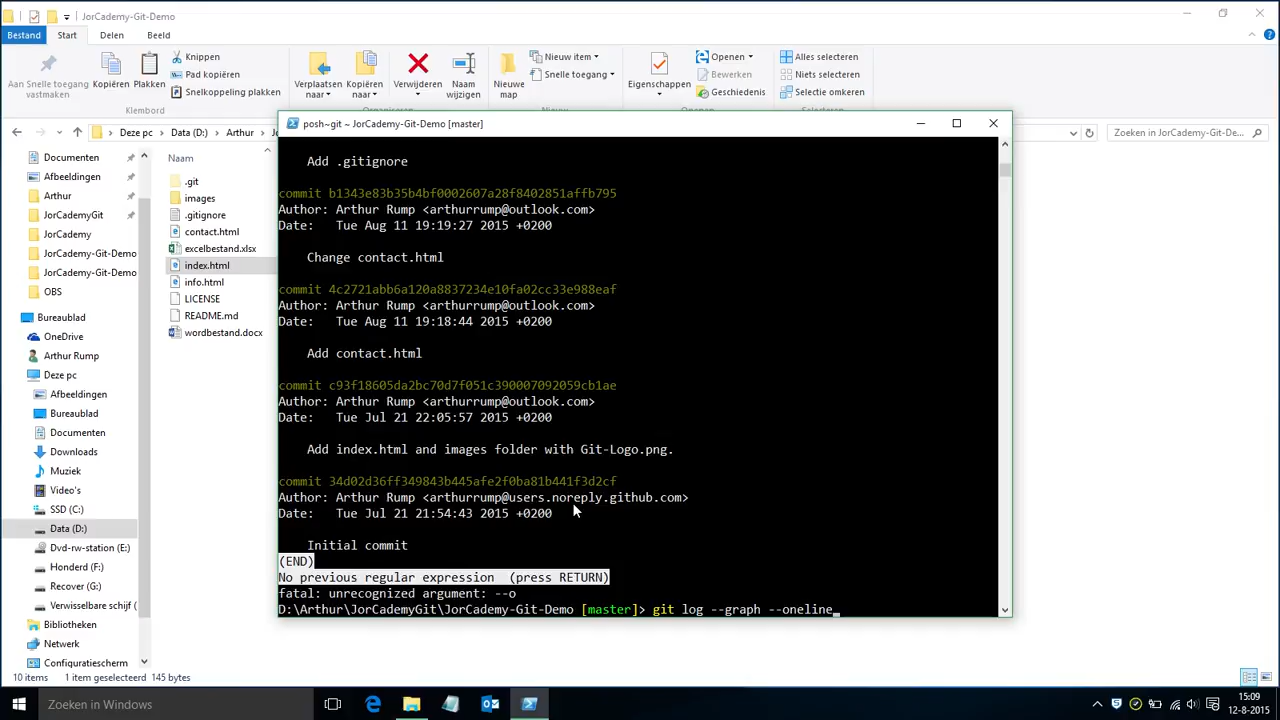 JorCademy-Git-Demo
Bestand
Start
Delen
Beeld
Aan Snelle toegang vastmaken
Kopiëren
Plakken
Knippen
Pad kopiëren
Snelkoppeling plakken
Klembord
Verplaatsen naar
Kopiëren naar
Verwijderen
Naam wijzigen
Organiseren
Nieuwe map
Nieuw item
Snelle toegang
Nieuw
Eigenschappen
Openen
Bewerken
Geschiedenis
Openen
Alles selecteren
Niets selecteren
Selectie omkeren
Deze pc > Data (D:) > Arthur >
Zoeken in JorCademy-Git-De...
Documenten
Afbeeldingen
Arthur
JorCademyGit
JorCademy
JorCademy-Git-Demo
JorCademy-Git-Demo
OBS
Bureaublad
OneDrive
Arthur Rump
Deze pc
Afbeeldingen
Bureaublad
Documenten
Downloads
Muziek
Video's
SSD (C:)
Data (D:)
Dvd-rw-station (E:)
Honderd (F:)
Recover (G:)
Verwisselbare schijf (
Bibliotheken
Netwerk
Configuratiescherm
Naam
.git
images
.gitignore
contact.html
excelbestand.xlsx
index.html
info.html
LICENSE
README.md
wordbestand.docx
posh~git ~ JorCademy-Git-Demo [master]
Add .gitignore
commit b1343e83b35b4bf0002607a28f8402851affb795
Author: Arthur Rump <arthurrump@outlook.com>
Date: Tue Aug 11 19:19:27 2015 +0200
Change contact.html
commit 4c2721abb6a120a8837234e10fa02cc33e988eaf
Author: Arthur Rump <arthurrump@outlook.com>
Date: Tue Aug 11 19:18:44 2015 +0200
Add contact.html
commit c93f18605da2bc70d7f051c390007092059cb1ae
Author: Arthur Rump <arthurrump@outlook.com>
Date: Tue Jul 21 22:05:57 2015 +0200
Add index.html and images folder with Git-Logo.png.
commit 34d02d36ff349843b445afe2f0ba81b441f3d2cf
Author: Arthur Rump <arthurrump@users.noreply.github.com>
Date: Tue Jul 21 21:54:43 2015 +0200
Initial commit
(END)
No previous regular expression (press RETURN)
fatal: unrecognized argument: --o
D:\Arthur\JorCademyGit\JorCademy-Git-Demo [master]> git log --graph --oneline
10 items 1 item geselecteerd 145 bytes
Zoeken in Windows
15:09
12-8-2015